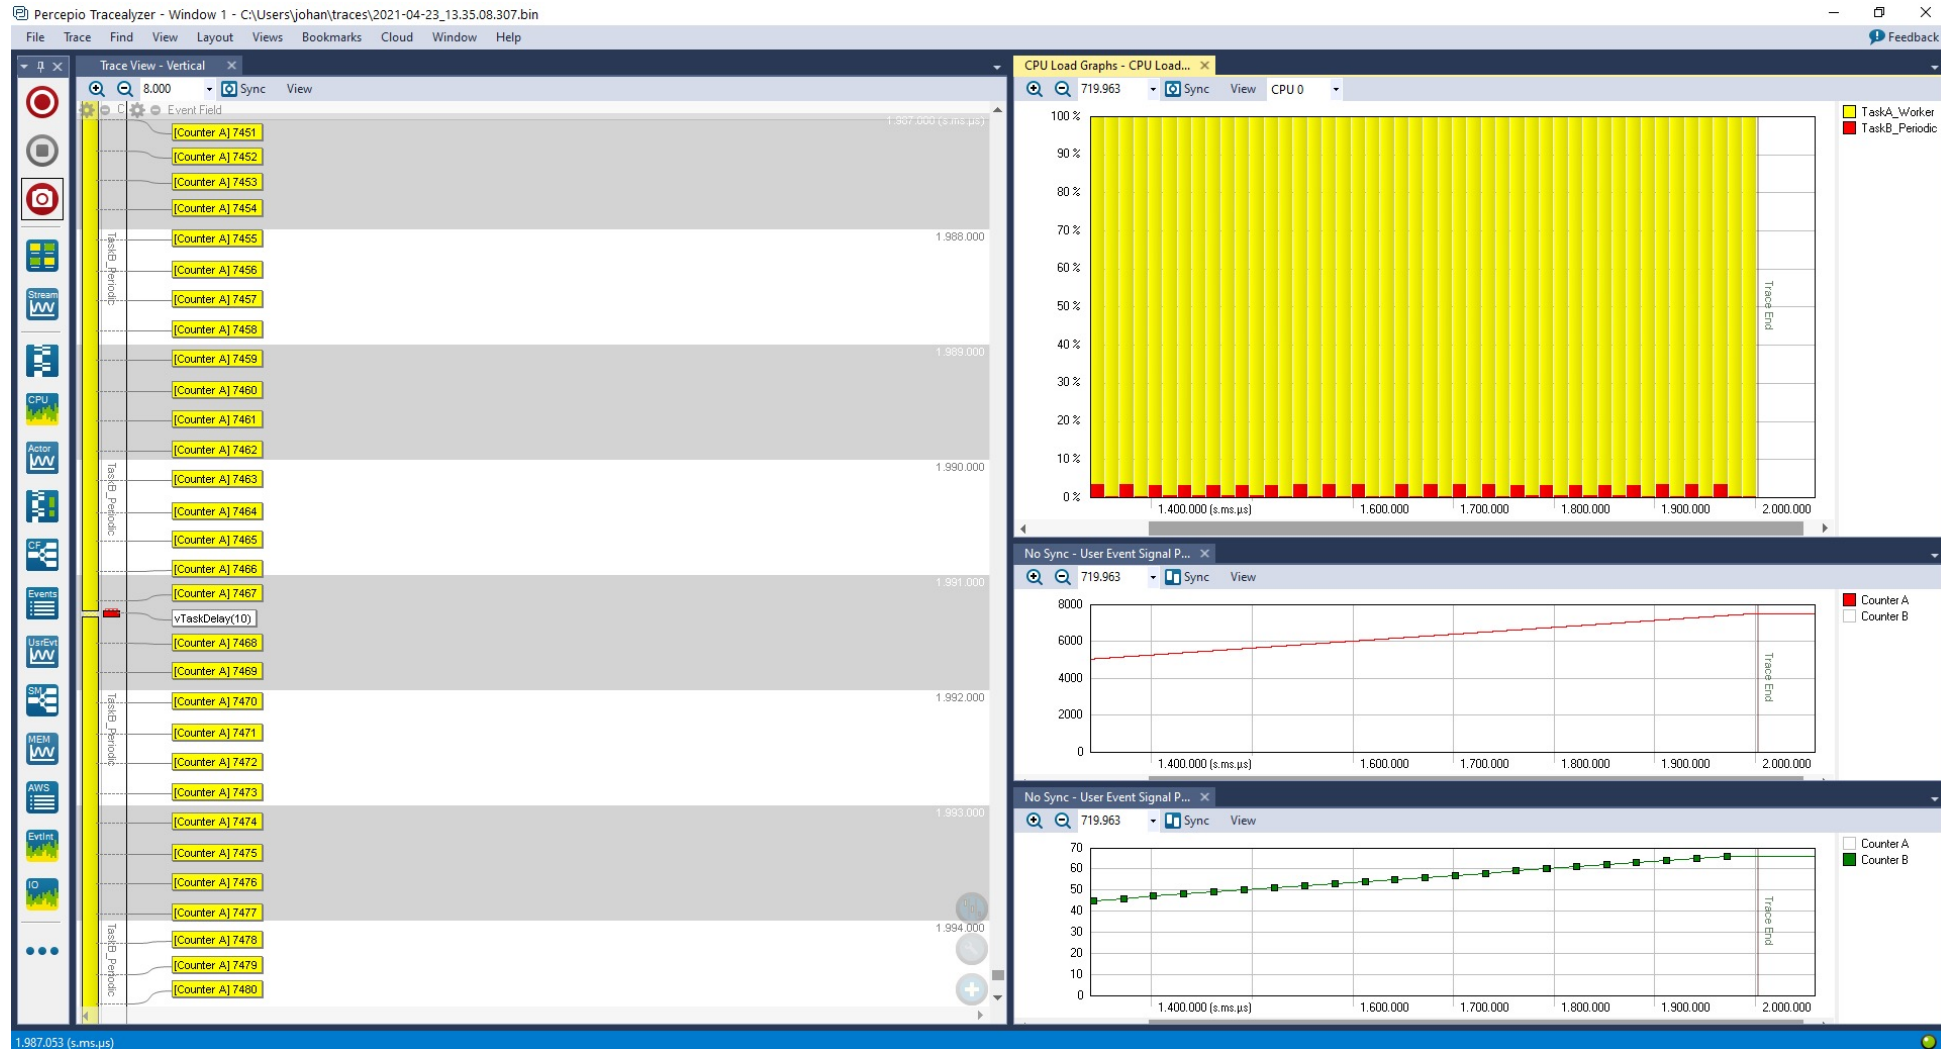 Percepio Tracealyzer - Window 1 - C:\Users\johan\traces\2021-04-23_13.35.08.307.bin
File Trace Find View Layout Views Bookmarks Cloud Window Help
Feedback
Trace View - Vertical
8.000 Sync View
C Event Field
1.987.000 (s.ms.µs)
[Counter A] 7451
[Counter A] 7452
[Counter A] 7453
[Counter A] 7454
[Counter A] 7455
1.988.000
TaskB_Periodic
[Counter A] 7456
[Counter A] 7457
[Counter A] 7458
[Counter A] 7459
1.989.000
[Counter A] 7460
[Counter A] 7461
[Counter A] 7462
[Counter A] 7463
1.990.000
TaskB_Periodic
[Counter A] 7464
[Counter A] 7465
[Counter A] 7466
1.991.000
[Counter A] 7467
vTaskDelay(10)
[Counter A] 7468
[Counter A] 7469
[Counter A] 7470
1.992.000
TaskB_Periodic
[Counter A] 7471
[Counter A] 7472
[Counter A] 7473
1.993.000
[Counter A] 7474
[Counter A] 7475
[Counter A] 7476
[Counter A] 7477
1.994.000
TaskB_Periodic
[Counter A] 7478
[Counter A] 7479
[Counter A] 7480
Stream
CPU
Actor
CF
Events
UsrEvt
SM
MEM
AWS
EvtInt
IO
CPU Load Graphs - CPU Load...
719.963 Sync View CPU 0
100 %
90 %
80 %
70 %
60 %
50 %
40 %
30 %
20 %
10 %
0 %
Trace End
1.400.000 (s.ms.µs) 1.600.000 1.700.000 1.800.000 1.900.000 2.000.000
TaskA_Worker
TaskB_Periodic
No Sync - User Event Signal P...
719.963 Sync View
8000
6000
4000
2000
0
Trace End
1.400.000 (s.ms.µs) 1.600.000 1.700.000 1.800.000 1.900.000 2.000.000
Counter A
Counter B
No Sync - User Event Signal P...
719.963 Sync View
70
60
50
40
30
20
10
0
Trace End
1.400.000 (s.ms.µs) 1.600.000 1.700.000 1.800.000 1.900.000 2.000.000
Counter A
Counter B
1.987.053 (s.ms.µs)